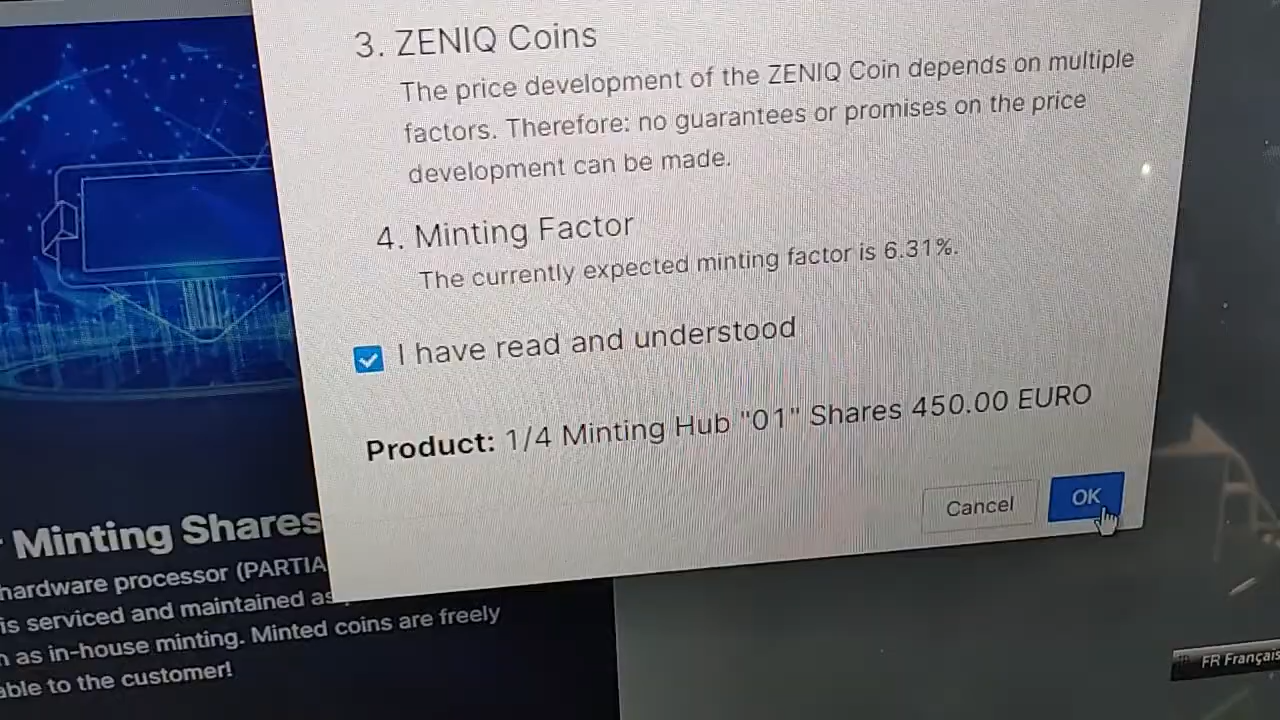 3. ZENIQ Coins
The price development of the ZENIQ Coin depends on multiple
factors. Therefore: no guarantees or promises on the price
development can be made.
4. Minting Factor
The currently expected minting factor is 6.31%.
I have read and understood
Product: 1/4 Minting Hub "01" Shares 450.00 EURO
Cancel
OK
Minting Shares
hardware processor (PARTIA
is serviced and maintained as
as in-house minting. Minted coins are freely
able to the customer!
FR Français